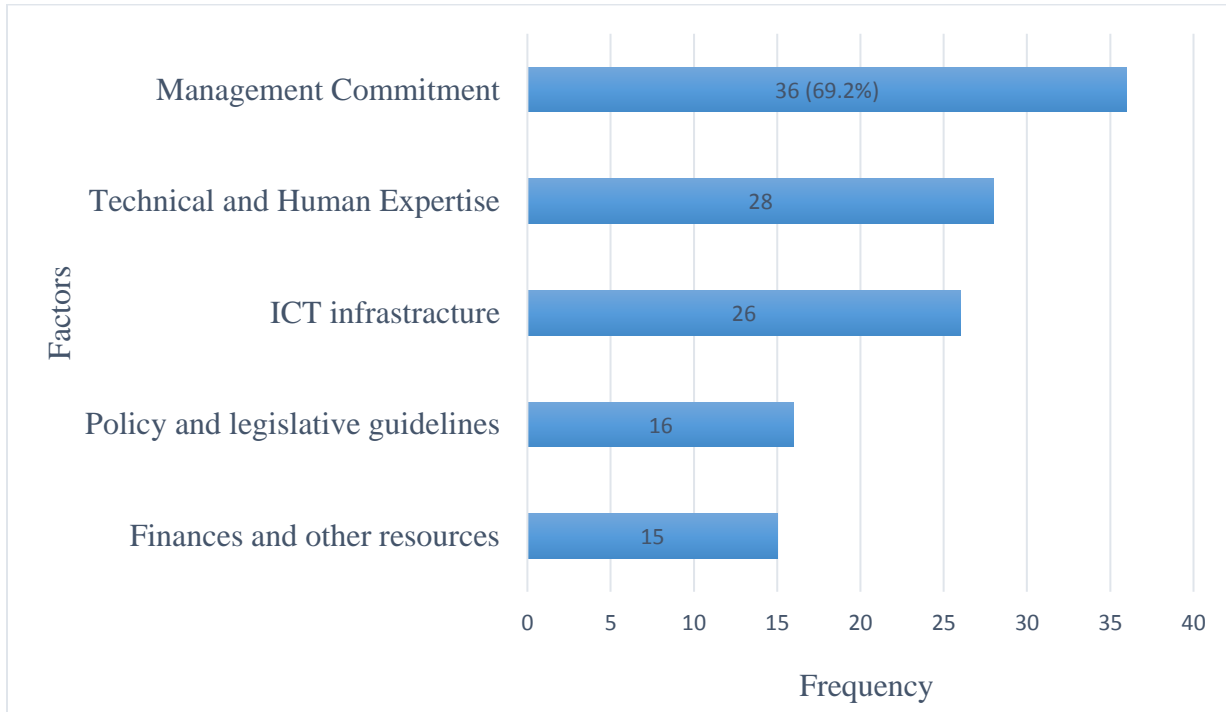 Factors
Management Commitment
36 (69.2%)
Technical and Human Expertise
28
ICT infrastracture
26
Policy and legislative guidelines
16
Finances and other resources
15
0 5 10 15 20 25 30 35 40
Frequency